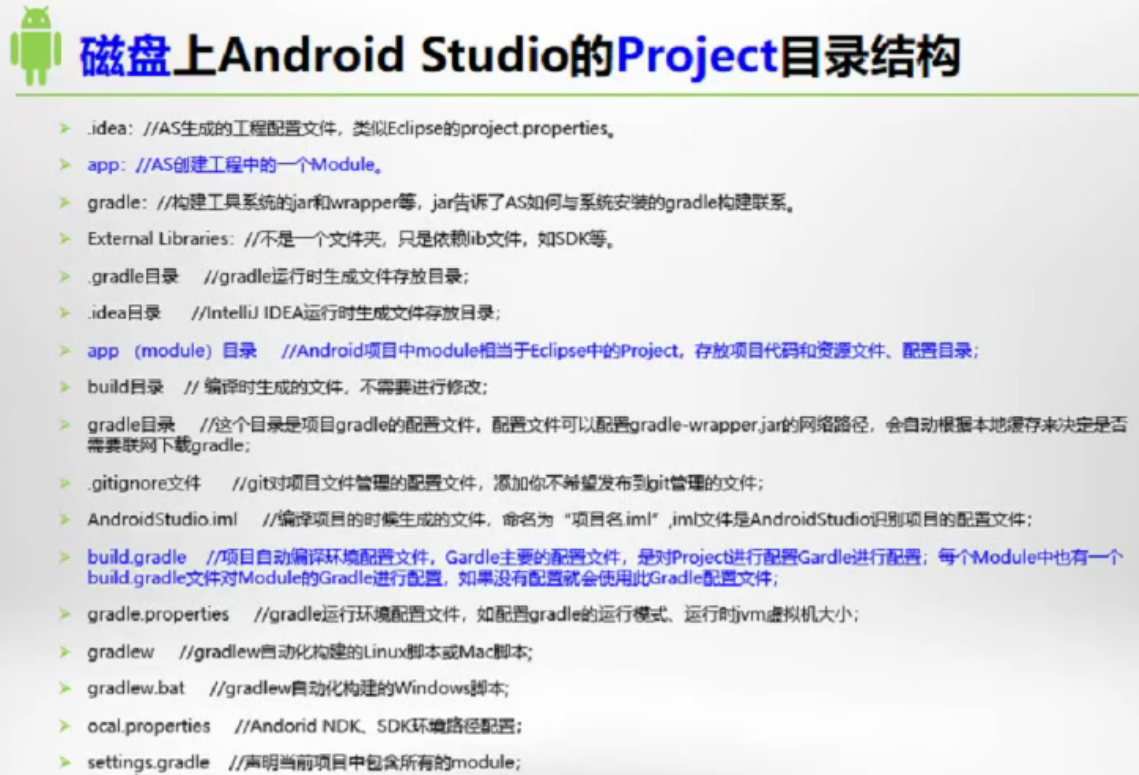 磁盘上Android Studio的Project目录结构
.idea：//AS生成的工程配置文件，类似Eclipse的project.properties。
app：//AS创建工程中的一个Module。
gradle：//构建工具系统的jar和wrapper等，jar告诉了AS如何与系统安装的gradle构建联系。
External Libraries：//不是一个文件夹，只是依赖lib文件，如SDK等。
.gradle目录 //gradle运行时生成文件存放目录；
.idea目录 //IntelliJ IDEA运行时生成文件存放目录；
app （module）目录 //Android项目中module相当于Eclipse中的Project，存放项目代码和资源文件、配置目录；
build目录 // 编译时生成的文件，不需要进行修改；
gradle目录 //这个目录是项目gradle的配置文件，配置文件可以配置gradle-wrapper.jar的网络路径，会自动根据本地缓存来决定是否
需要联网下载gradle；
.gitignore文件 //git对项目文件管理的配置文件，添加你不希望发布到git管理的文件；
AndroidStudio.iml //编译项目的时候生成的文件，命名为“项目名.iml”,iml文件是AndroidStudio识别项目的配置文件；
build.gradle //项目自动编译环境配置文件，Gardle主要的配置文件，是对Project进行配置Gardle进行配置；每个Module中也有一个
build.gradle文件对Module的Gradle进行配置，如果没有配置就会使用此Gradle配置文件；
gradle.properties //gradle运行环境配置文件，如配置gradle的运行模式、运行时jvm虚拟机大小；
gradlew //gradlew自动化构建的Linux脚本或Mac脚本；
gradlew.bat //gradlew自动化构建的Windows脚本；
ocal.properties //Andorid NDK、SDK环境路径配置；
settings.gradle //声明当前项目中包含所有的module；